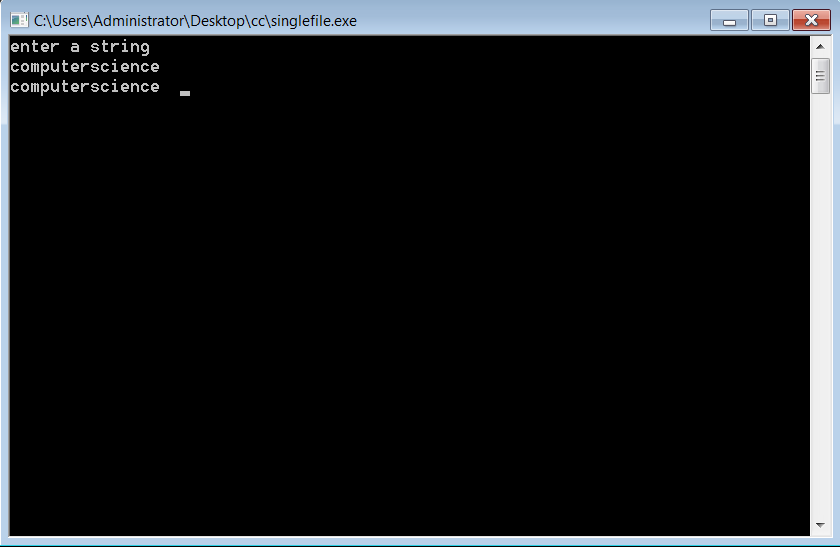 C:\Users\Administrator\Desktop\cc\singlefile.exe
enter a string
computerscience
computerscience